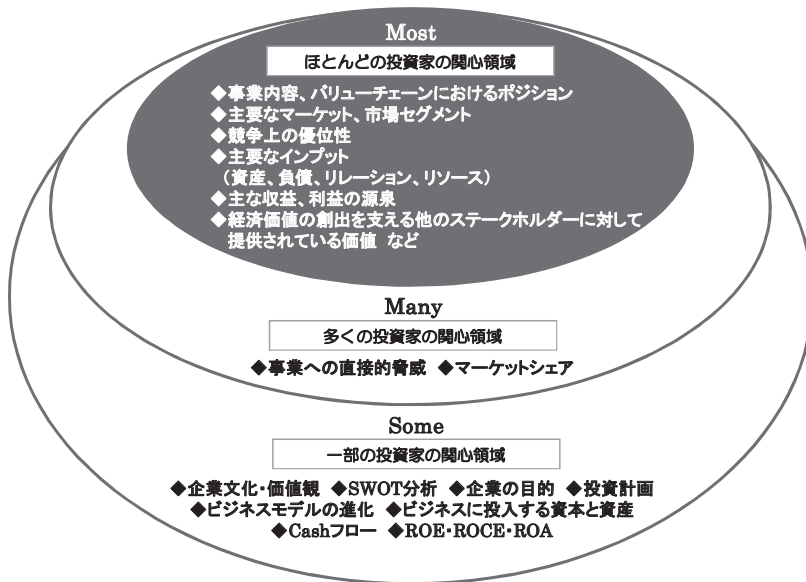 Most
ほとんどの投資家の関心領域
◆事業内容、バリューチェーンにおけるポジション
◆主要なマーケット、市場セグメント
◆競争上の優位性
◆主要なインプット
（資産、負債、リレーション、リソース）
◆主な収益、利益の源泉
◆経済価値の創出を支える他のステークホルダーに対して
提供されている価値 など
Many
多くの投資家の関心領域
◆事業への直接的脅威 ◆マーケットシェア
Some
一部の投資家の関心領域
◆企業文化・価値観 ◆SWOT分析 ◆企業の目的 ◆投資計画
◆ビジネスモデルの進化 ◆ビジネスに投入する資本と資産
◆Cashフロー ◆ROE・ROCE・ROA